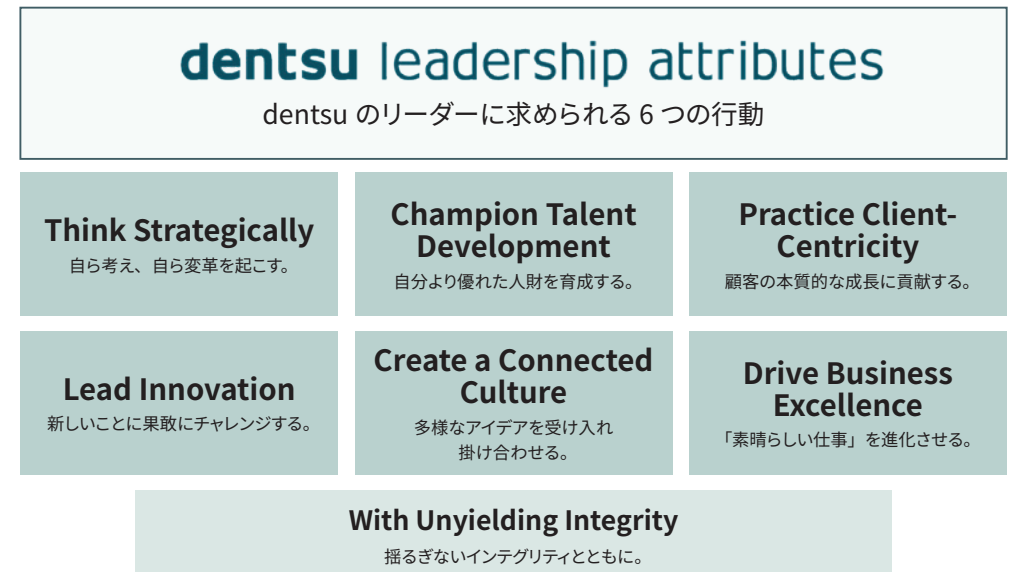 dentsu leadership attributes
dentsu のリーダーに求められる 6 つの行動
Think Strategically
自ら考え、自ら変革を起こす。
Champion Talent
Development
自分より優れた人財を育成する。
Practice Client-
Centricity
顧客の本質的な成長に貢献する。
Lead Innovation
新しいことに果敢にチャレンジする。
Create a Connected
Culture
多様なアイデアを受け入れ
掛け合わせる。
Drive Business
Excellence
「素晴らしい仕事」を進化させる。
With Unyielding Integrity
揺るぎないインテグリティとともに。